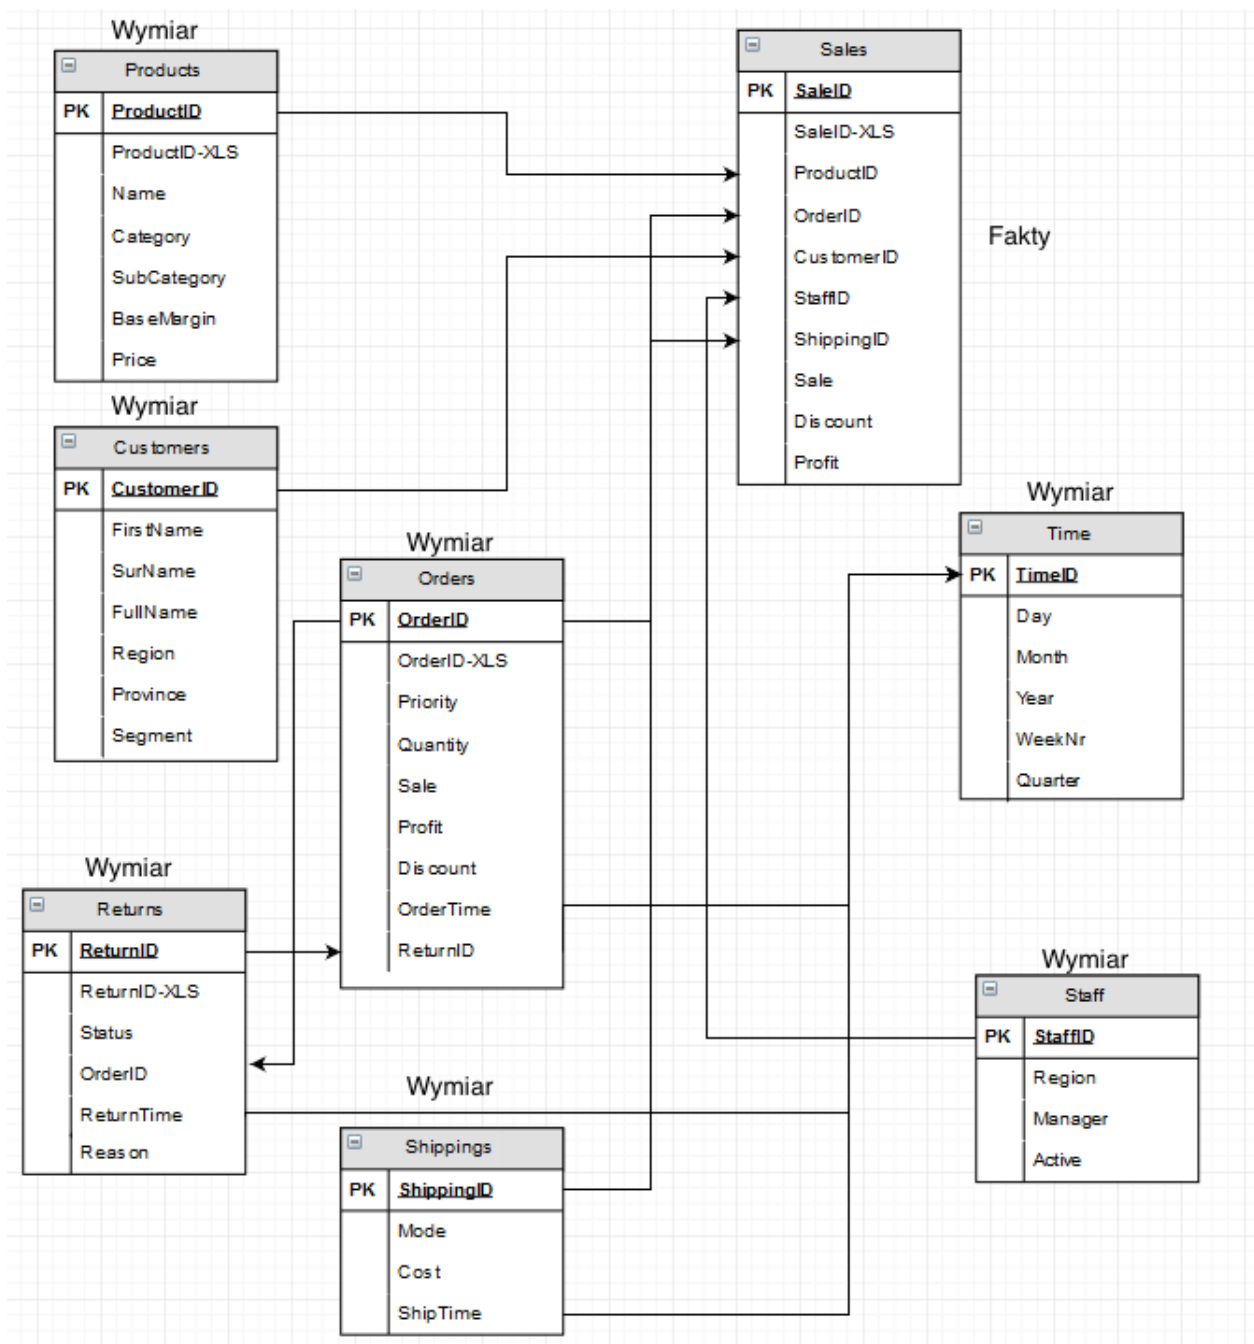 Wymiar
Products
PK ProductID
ProductID-XLS
Name
Category
SubCategory
BaseMargin
Price
Wymiar
Customers
PK CustomerID
FirstName
SurName
FullName
Region
Province
Segment
Wymiar
Returns
PK ReturnID
ReturnID-XLS
Status
OrderID
ReturnTime
Reason
Wymiar
Orders
PK OrderID
OrderID-XLS
Priority
Quantity
Sale
Profit
Discount
OrderTime
ReturnID
Wymiar
Shippings
PK ShippingID
Mode
Cost
ShipTime
Sales
PK SaleID
SaleID-XLS
ProductID
OrderID
CustomerID
StaffID
ShippingID
Sale
Discount
Profit
Fakty
Wymiar
Time
PK TimeID
Day
Month
Year
WeekNr
Quarter
Wymiar
Staff
PK StaffID
Region
Manager
Active